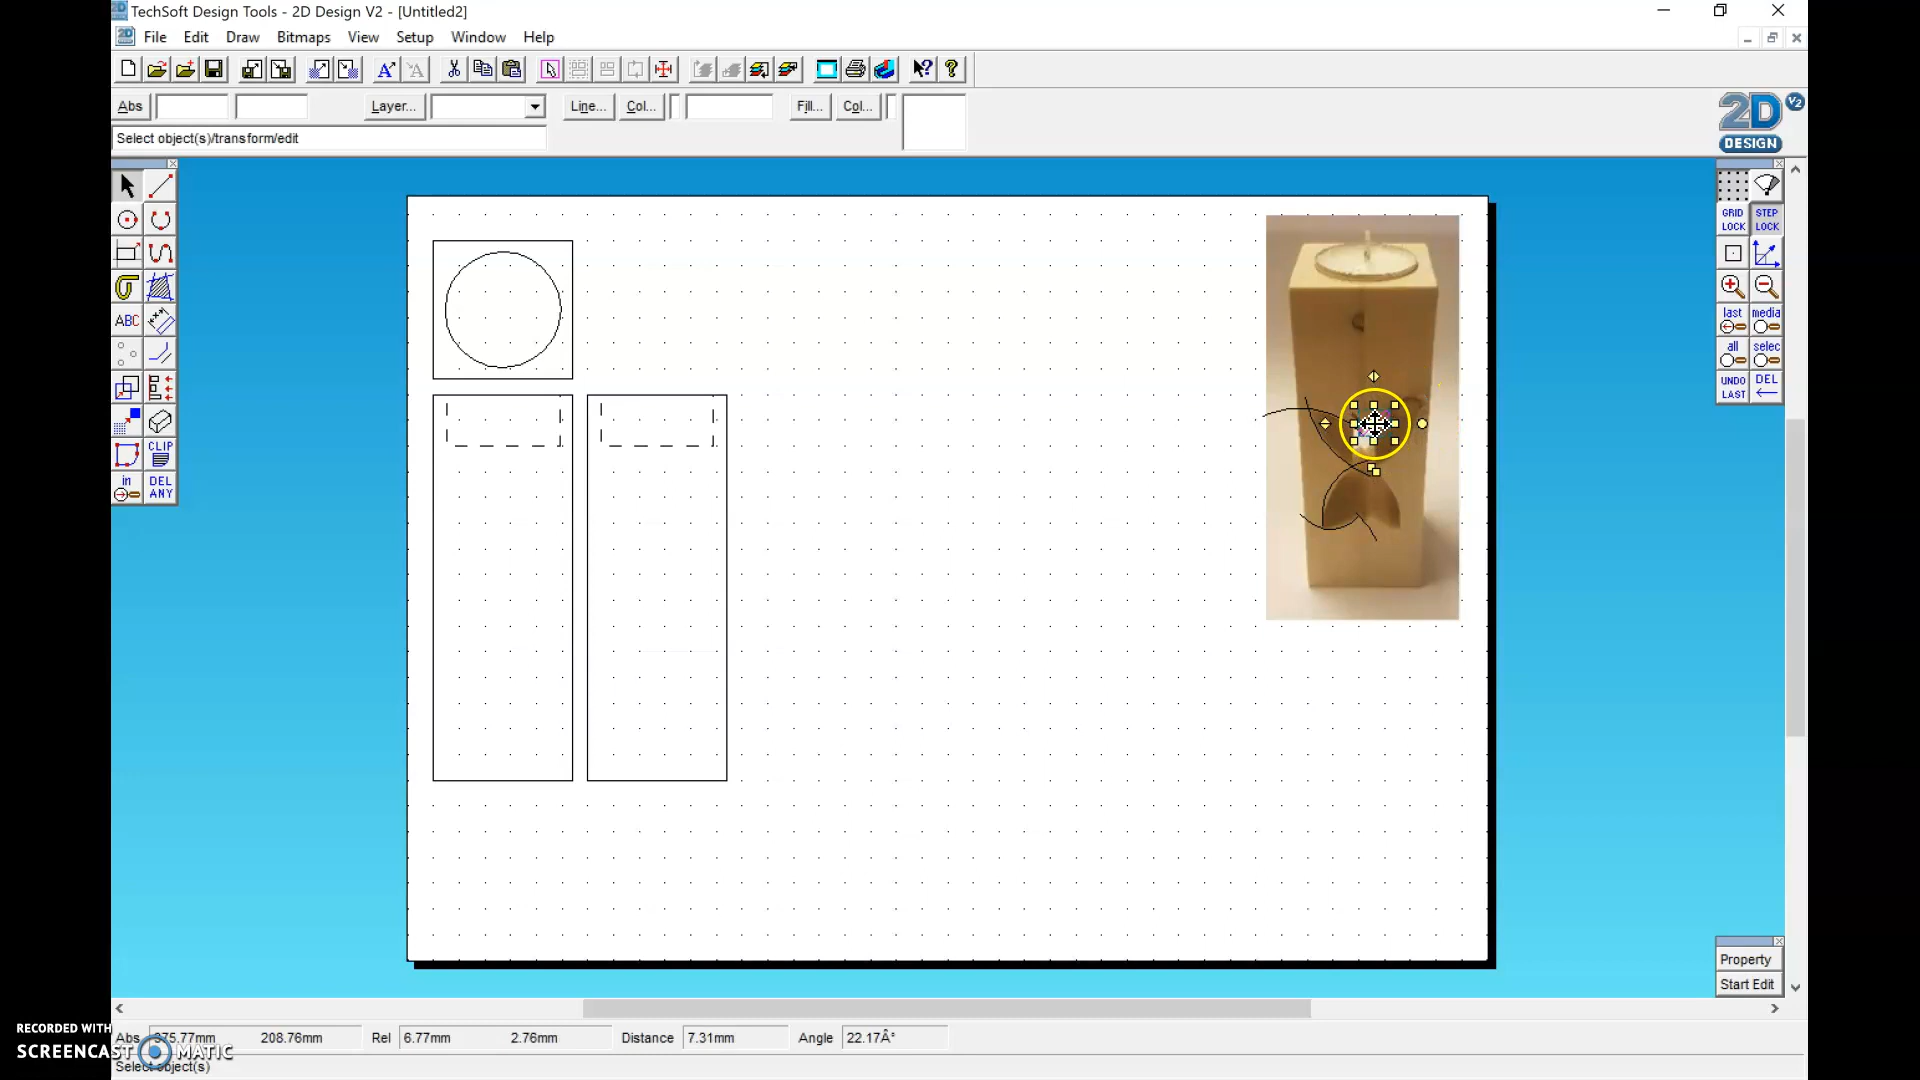 TechSoft Design Tools - 2D Design V2 - [Untitled2]
File Edit Draw Bitmaps View Setup Window Help
Abs Layer... Line... Col... Fill... Col...
2D V2
DESIGN
Select object(s)/transform/edit
ABC
CLIP
in
DEL ANY
GRID LOCK
STEP LOCK
last
media
all
selec
UNDO LAST
DEL
Property
Start Edit
Abs 375.77mm 208.76mm Rel 6.77mm 2.76mm Distance 7.31mm Angle 22.17Â°
Select object(s)
RECORDED WITH
SCREENCAST MATIC